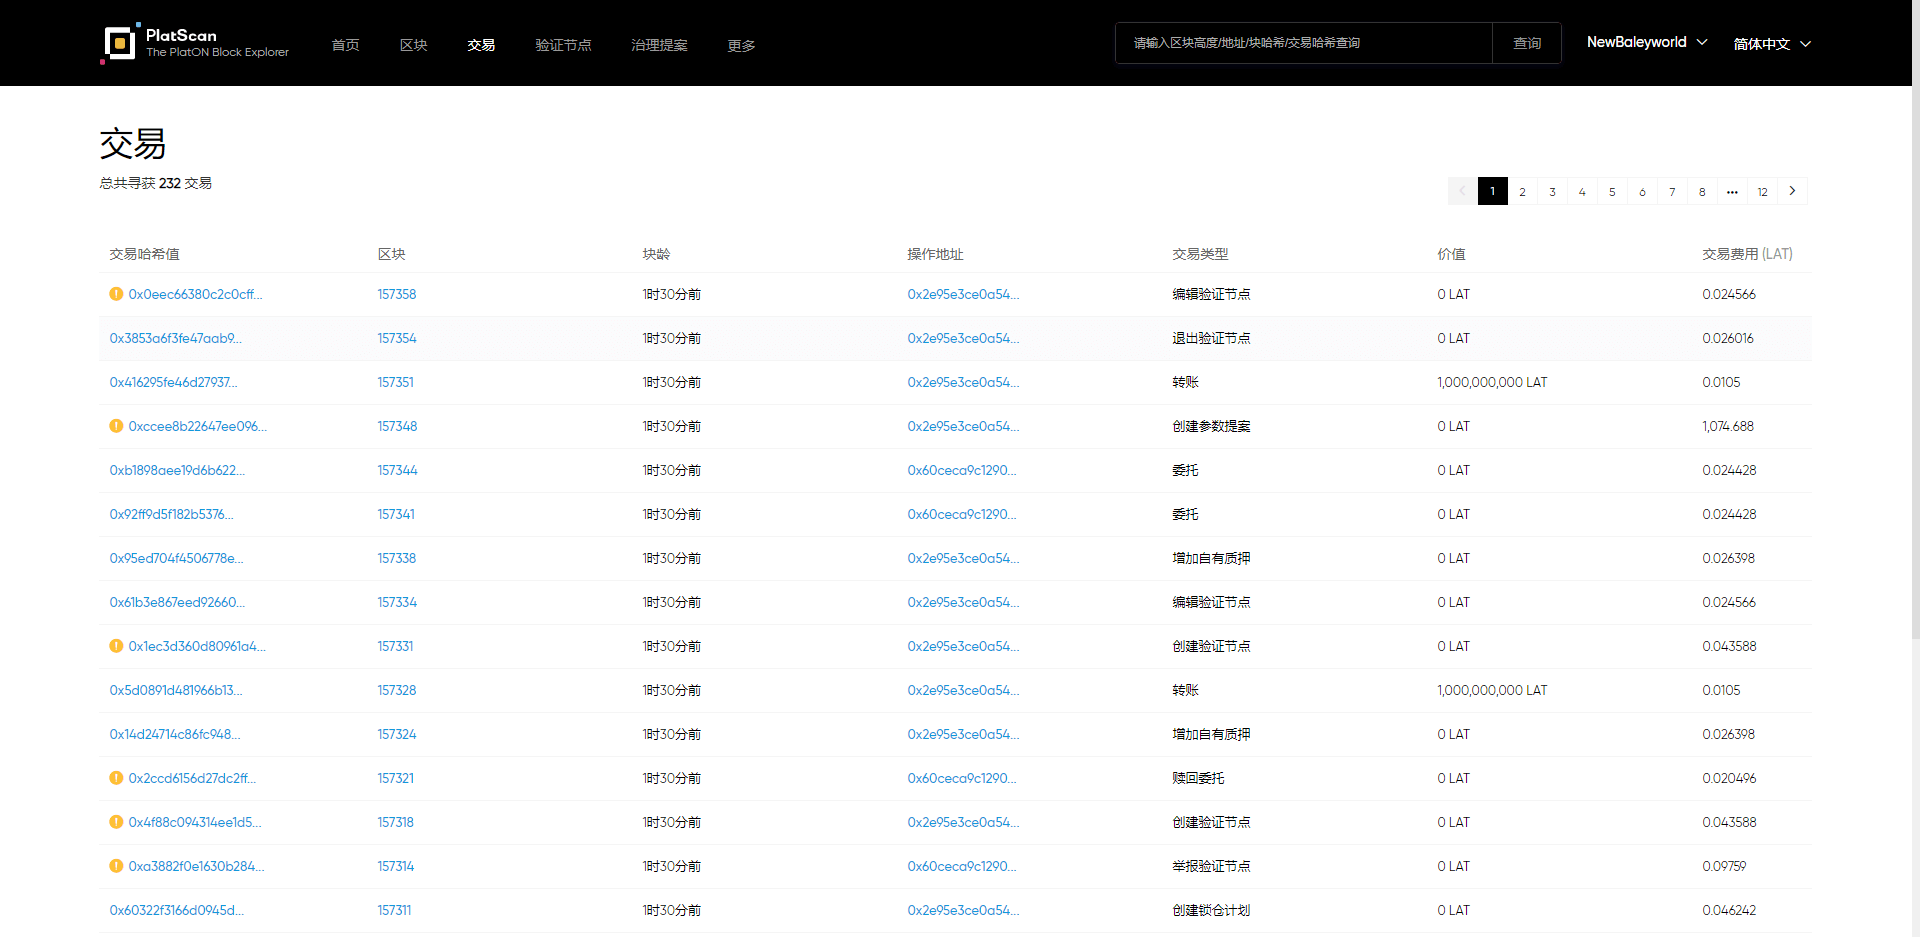 PlatScan
The PlatON Block Explorer
首页 区块 交易 验证节点 治理提案 更多 请输入区块高度/地址/块哈希/交易哈希查询 查询 NewBaleyworld 简体中文
交易
总共寻获 232 交易
1 2 3 4 5 6 7 8 ••• 12
交易哈希值 区块 块龄 操作地址 交易类型 价值 交易费用 (LAT)
0x0eec66380c2c0cff... 157358 1时30分前 0x2e95e3ce0a54... 编辑验证节点 0 LAT 0.024566
0x3853a6f3fe47aab9... 157354 1时30分前 0x2e95e3ce0a54... 退出验证节点 0 LAT 0.026016
0x416295fe46d27937... 157351 1时30分前 0x2e95e3ce0a54... 转账 1,000,000,000 LAT 0.0105
0xccee8b22647ee096... 157348 1时30分前 0x2e95e3ce0a54... 创建参数提案 0 LAT 1,074.688
0xb1898aee19d6b622... 157344 1时30分前 0x60ceca9c1290... 委托 0 LAT 0.024428
0x92ff9d5f182b5376... 157341 1时30分前 0x60ceca9c1290... 委托 0 LAT 0.024428
0x95ed704f4506778e... 157338 1时30分前 0x2e95e3ce0a54... 增加自有质押 0 LAT 0.026398
0x61b3e867eed92660... 157334 1时30分前 0x2e95e3ce0a54... 编辑验证节点 0 LAT 0.024566
0x1ec3d360d80961a4... 157331 1时30分前 0x2e95e3ce0a54... 创建验证节点 0 LAT 0.043588
0x5d0891d481966b13... 157328 1时30分前 0x2e95e3ce0a54... 转账 1,000,000,000 LAT 0.0105
0x14d24714c86fc948... 157324 1时30分前 0x2e95e3ce0a54... 增加自有质押 0 LAT 0.026398
0x2ccd6156d27dc2ff... 157321 1时30分前 0x60ceca9c1290... 赎回委托 0 LAT 0.020496
0x4f88c094314ee1d5... 157318 1时30分前 0x2e95e3ce0a54... 创建验证节点 0 LAT 0.043588
0xa3882f0e1630b284... 157314 1时30分前 0x60ceca9c1290... 举报验证节点 0 LAT 0.09759
0x60322f3166d0945d... 157311 1时30分前 0x2e95e3ce0a54... 创建锁仓计划 0 LAT 0.046242